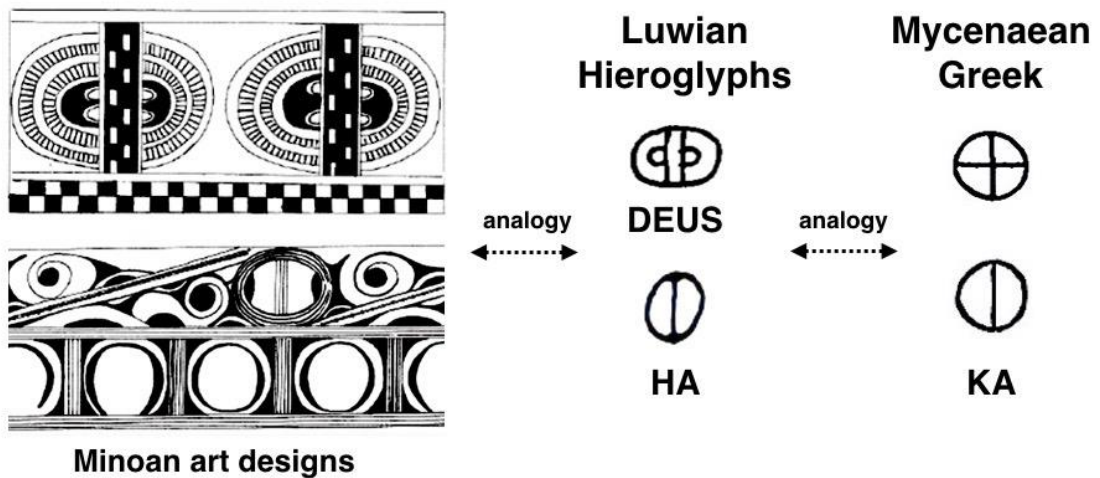 Luwian
Hieroglyphs
Mycenaean
Greek
analogy
DEUS
analogy
HA
KA
Minoan art designs